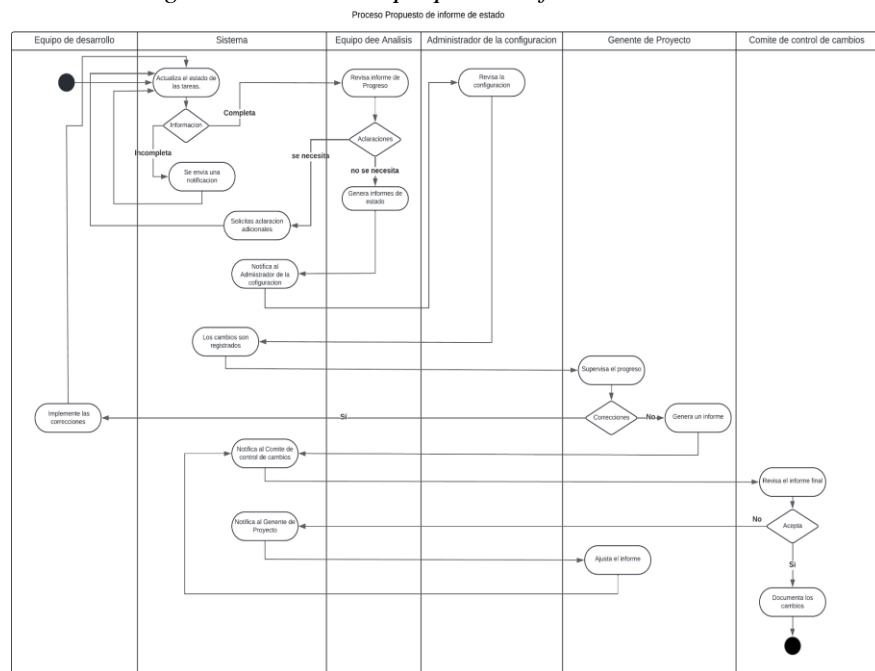 Proceso Propuesto de informe de estado
Equipo de desarrollo
Sistema
Equipo dee Analisis
Administrador de la configuracion
Genente de Proyecto
Comite de control de cambios
Actualiza el estado de
las tareas.
Revisa informe de
Progreso
Revisa la
configuracion
Completa
Informacion
Aclaraciones
Incompleta
se necesita
no se necesita
Se envia una
notificacion
Genera informes de
estado
Solicitas aclaracion
adicionales
Notifica al
Admiistrador de la
cofiguracion
Los cambios son
registrados
Supervisa el progreso
Implemente las
correcciones
Si
Correcciones
No
Genera un informe
Notifica al Comite de
control de cambios
Revisa el informe final
Notifica al Genente de
Proyecto
No
Acepta
Ajusta el informe
Si
Documenta los
cambios